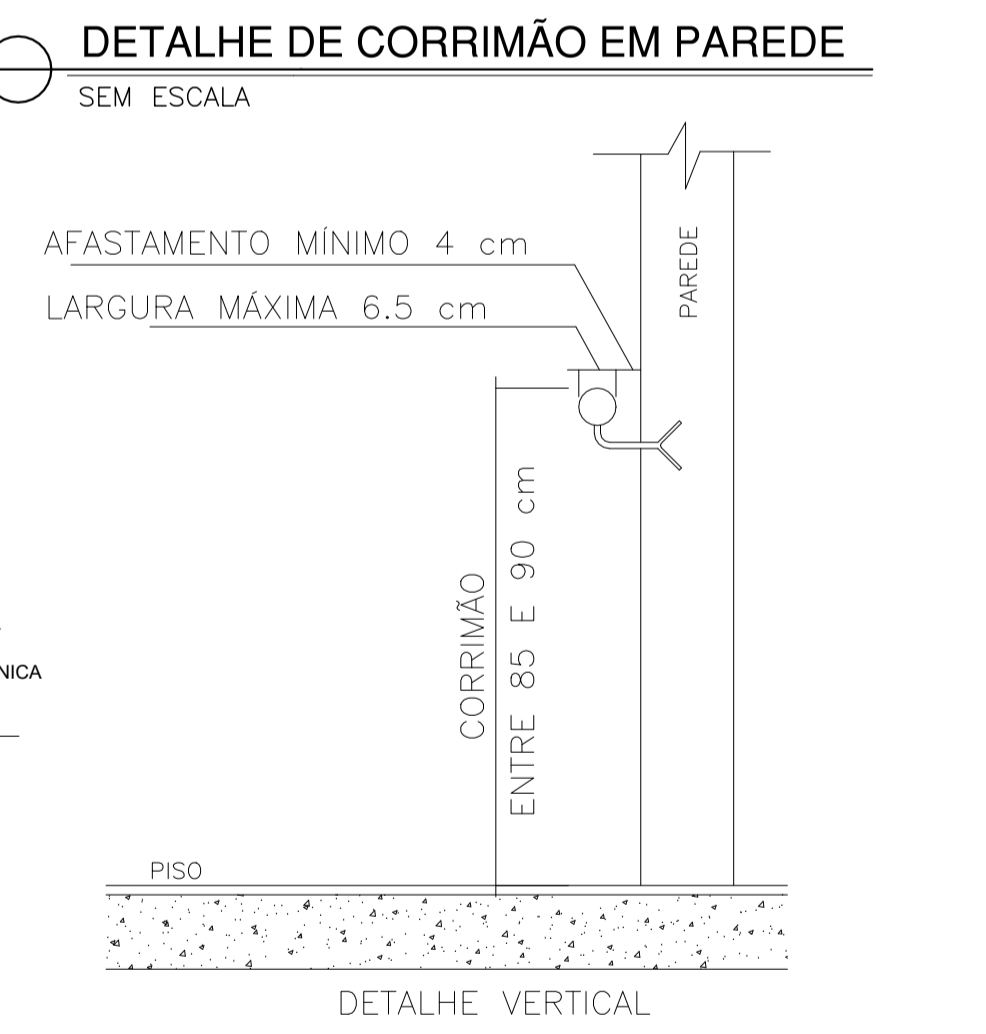 DETALHE DE CORRIMÃO EM PAREDE
SEM ESCALA
AFASTAMENTO MÍNIMO 4 cm
LARGURA MÁXIMA 6.5 cm
PAREDE
CORRIMÃO
ENTRE 85 E 90 cm
NICA
PISO
DETALHE VERTICAL